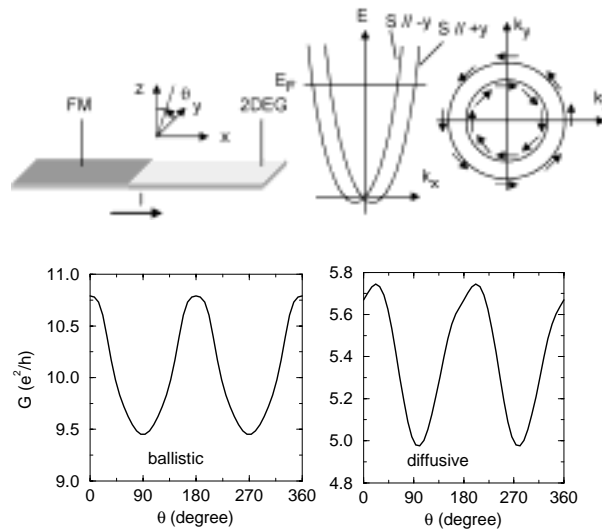 FM
z
θ
y
x
2DEG
I
E
S // -y
S // +y
E_F
k_x
k_y
k
11.0
10.5
10.0
9.5
9.0
G (e²/h)
0 90 180 270 360
θ (degree)
ballistic
5.8
5.6
5.4
5.2
5.0
4.8
0 90 180 270 360
θ (degree)
diffusive